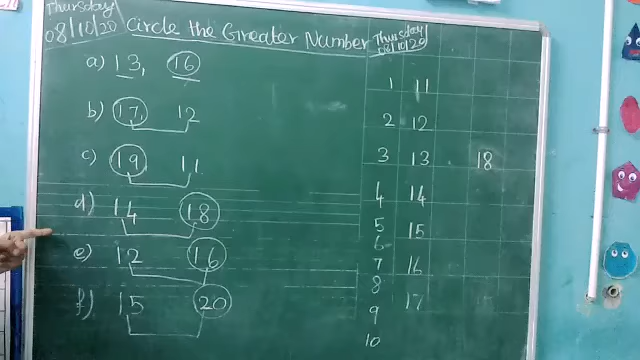 Thursday
08/10/20
Circle the Greater Number
a) 13, 16
b) 17, 12
c) 19 11
d) 14 18
e) 12 16
f) 15 20
Thursday
08/10/20
1 11
2 12
3 13 18
4 14
5 15
6
7 16
8
9 17
10